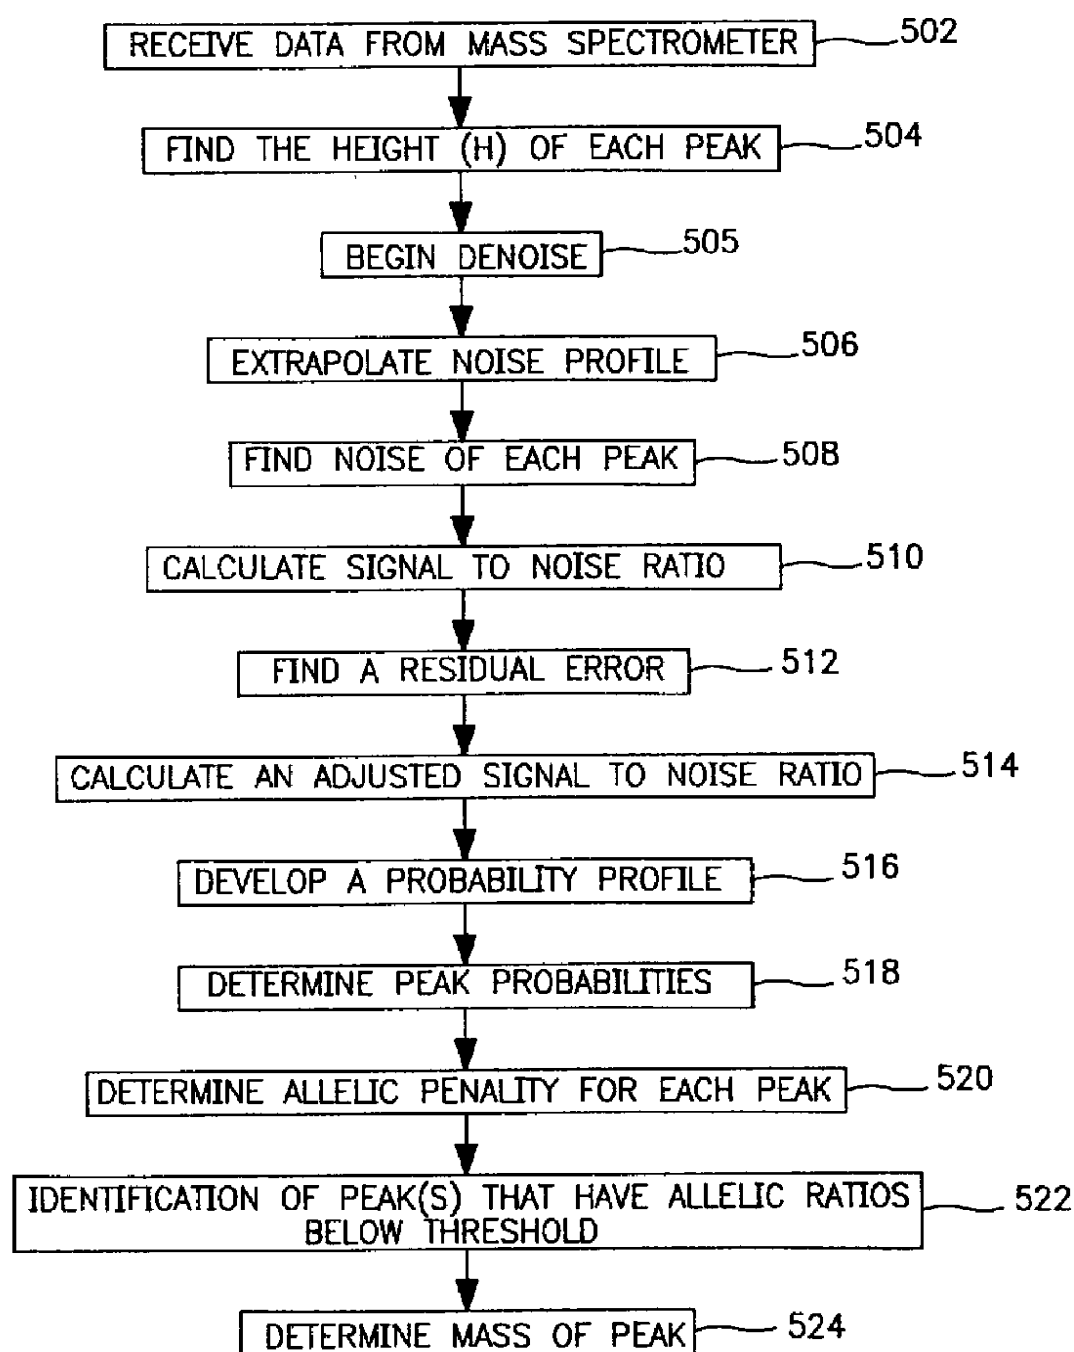 RECEIVE DATA FROM MASS SPECTROMETER 502
FIND THE HEIGHT (H) OF EACH PEAK 504
BEGIN DENOISE 505
EXTRAPOLATE NOISE PROFILE 506
FIND NOISE OF EACH PEAK 508
CALCULATE SIGNAL TO NOISE RATIO 510
FIND A RESIDUAL ERROR 512
CALCULATE AN ADJUSTED SIGNAL TO NOISE RATIO 514
DEVELOP A PROBABILITY PROFILE 516
DETERMINE PEAK PROBABILITIES 518
DETERMINE ALLELIC PENALITY FOR EACH PEAK 520
IDENTIFICATION OF PEAK(S) THAT HAVE ALLELIC RATIOS 522
BELOW THRESHOLD
DETERMINE MASS OF PEAK 524